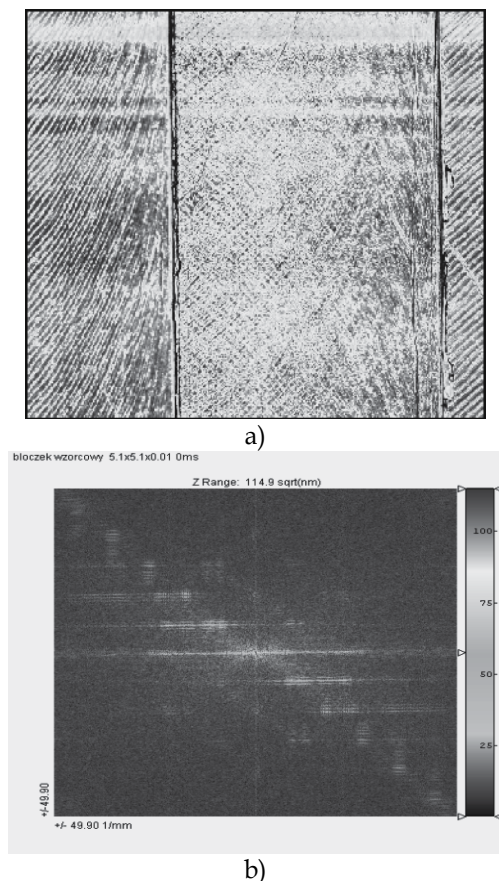 a)
bloczek wzorcowy 5.1x5.1x0.01 0ms
Z Range: 114.9 sqrt(nm)
100
75
50
25
+/-49.90
+/- 49.90 1/mm
b)